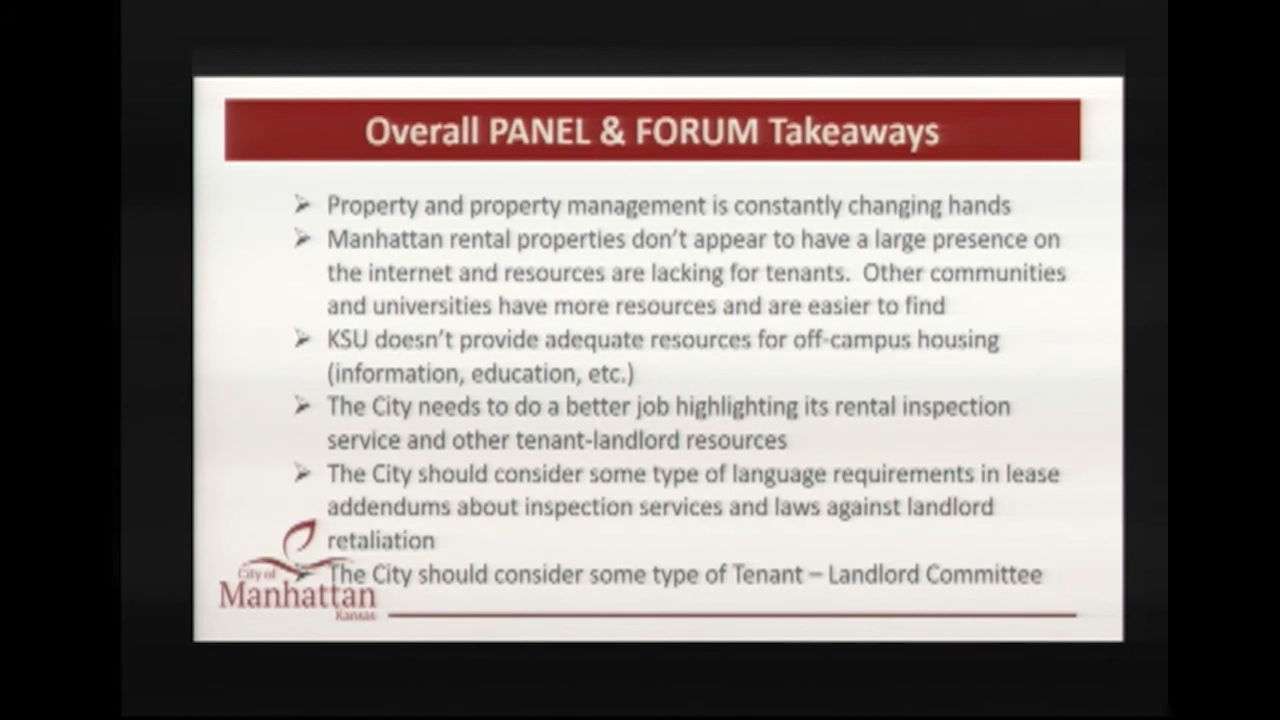 Overall PANEL & FORUM Takeaways
➢ Property and property management is constantly changing hands
➢ Manhattan rental properties don't appear to have a large presence on
the internet and resources are lacking for tenants.  Other communities
and universities have more resources and are easier to find
➢ KSU doesn't provide adequate resources for off-campus housing
(information, education, etc.)
➢ The City needs to do a better job highlighting its rental inspection
service and other tenant-landlord resources
➢ The City should consider some type of language requirements in lease
addendums about inspection services and laws against landlord
retaliation
➢ The City should consider some type of Tenant – Landlord Committee
City of
Manhattan
Kansas